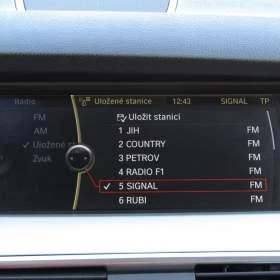 Rádio
Uložené stanice 12:43 SIGNAL TP
FM
AM
✓ Uložené s
Zvuk
Uložit stanici
1 JIH FM
2 COUNTRY FM
3 PETROV FM
4 RADIO F1 FM
✓ 5 SIGNAL FM
6 RUBI FM